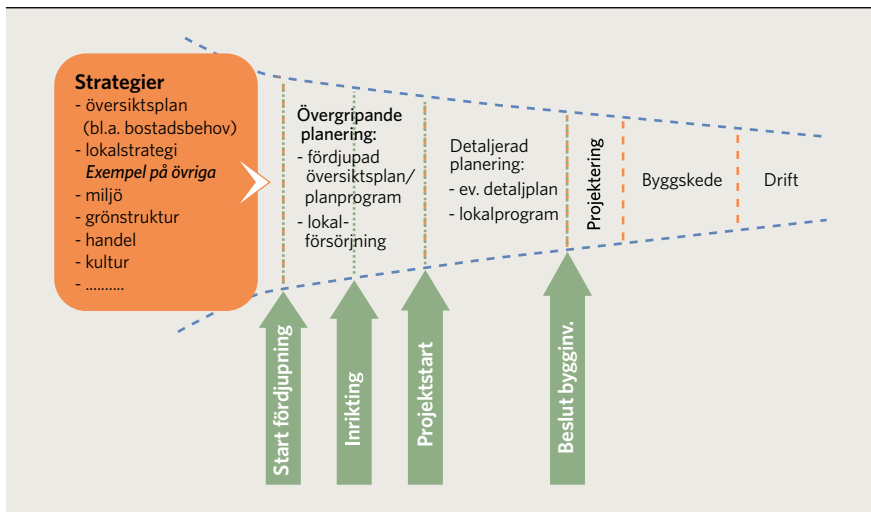 Strategier
- översiktsplan
(bl.a. bostadsbehov)
- lokalstrategi
Exempel på övriga
- miljö
- grönstruktur
- handel
- kultur
- ..........
Övergripande
planering:
- fördjupad
översiktsplan/
planprogram
- lokal-
försörjning
Detaljerad
planering:
- ev. detaljplan
- lokalprogram
Projektering
Byggskede
Drift
Start fördjupning
Inrikting
Projektstart
Beslut bygginv.